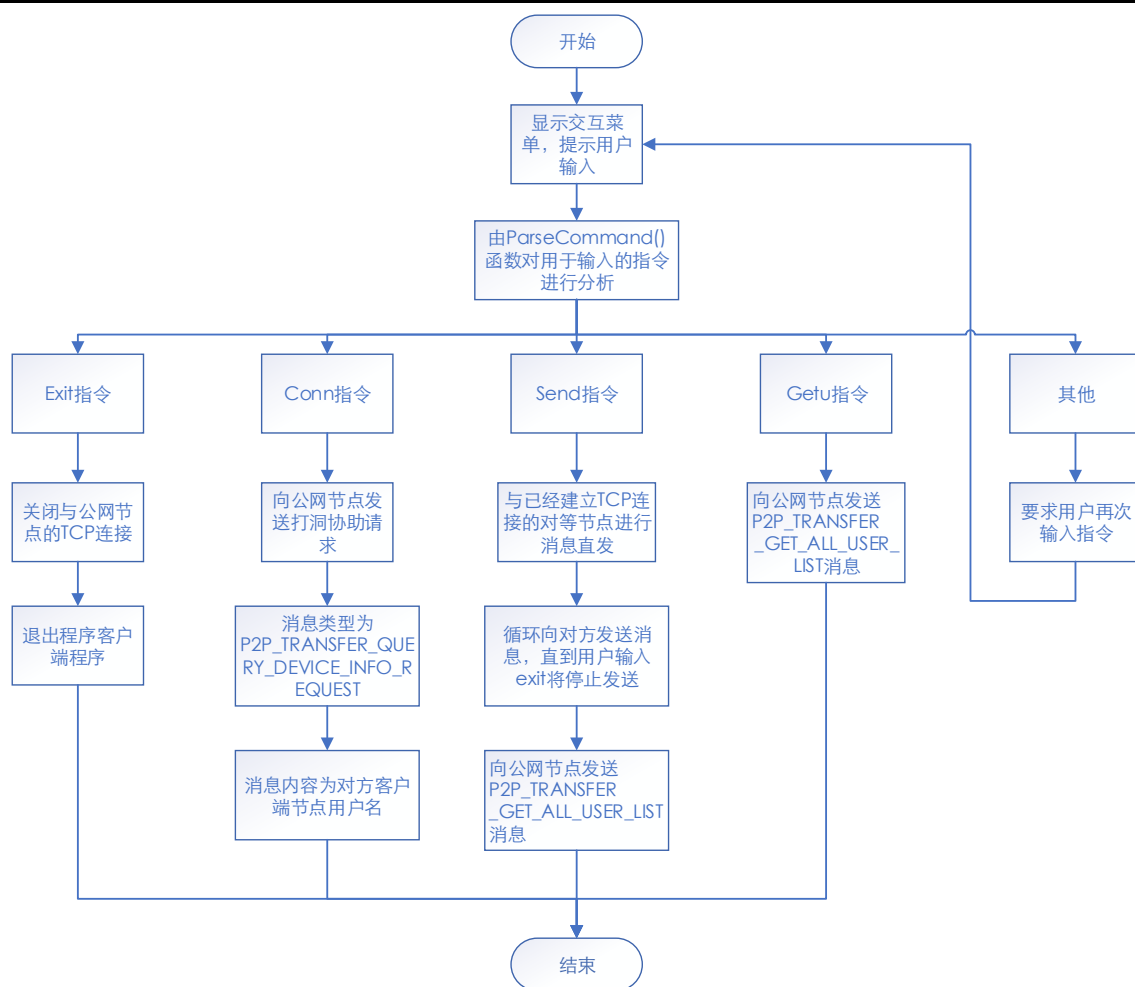 开始
显示交互菜
单，提示用户
输入
由ParseCommand()
函数对用于输入的指令
进行分析
Exit指令
Conn指令
Send指令
Getu指令
其他
关闭与公网节
点的TCP连接
向公网节点发
送打洞协助请
求
与已经建立TCP连
接的对等节点进行
消息直发
向公网节点发送
P2P_TRANSFER
_GET_ALL_USER_
LIST消息
要求用户再次
输入指令
退出程序客户
端程序
消息类型为
P2P_TRANSFER_QUE
RY_DEVICE_INFO_R
EQUEST
循环向对方发送消
息，直到用户输入
exit将停止发送
消息内容为对方客户
端节点用户名
向公网节点发送
P2P_TRANSFER
_GET_ALL_USER_LIST
消息
结束